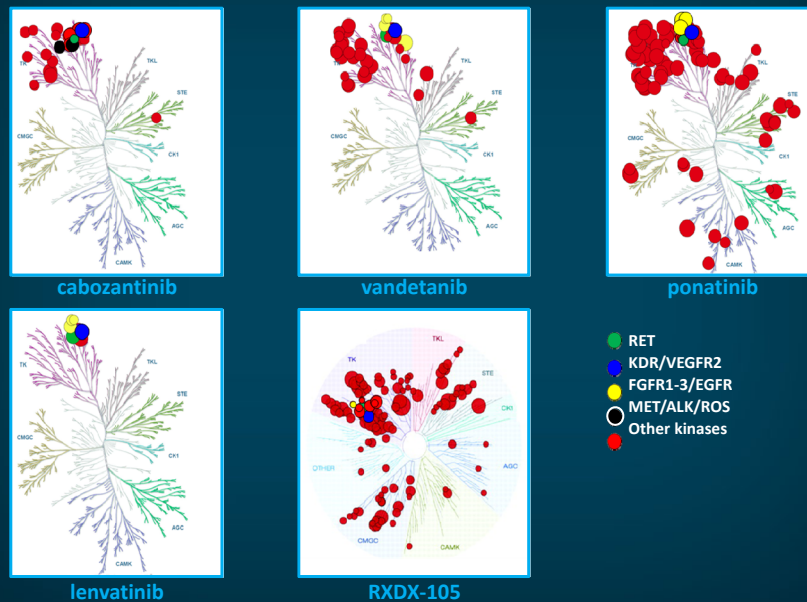 TK
TKL
STE
CMGC
CK1
AGC
CAMK
cabozantinib
TK
TKL
STE
CMGC
CK1
AGC
CAMK
vandetanib
TKL
STE
CMGC
CK1
AGC
CAMK
ponatinib
TK
TKL
STE
CMGC
CK1
AGC
CAMK
lenvatinib
TK
TKL
STE
CKI
OTHER
AGC
CMGC
CAMK
RXDX-105
RET
KDR/VEGFR2
FGFR1-3/EGFR
MET/ALK/ROS
Other kinases